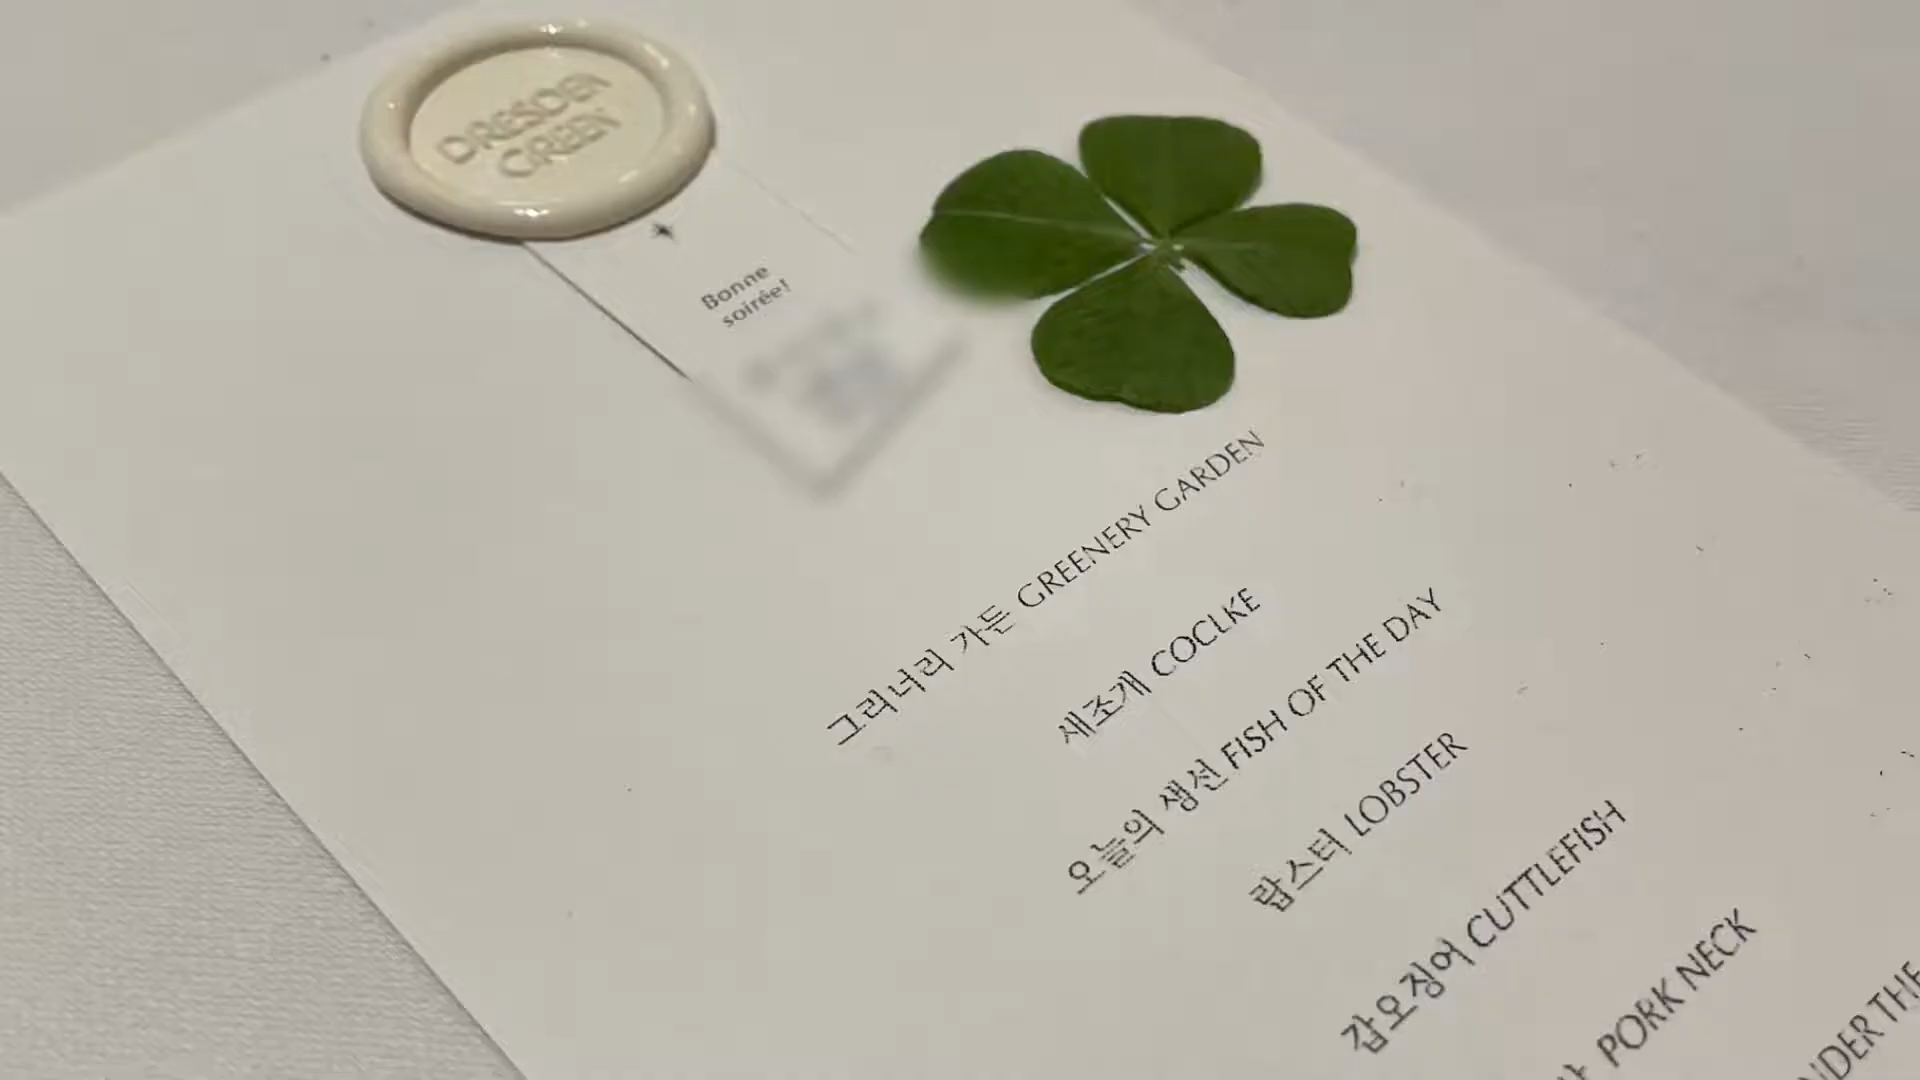 DRESDEN
GREEN
Bonne
soirée!
그리너리 가든 GREENERY GARDEN
새조개 COCLKE
오늘의 생선 FISH OF THE DAY
랍스터 LOBSTER
갑오징어 CUTTLEFISH
PORK NECK
THE